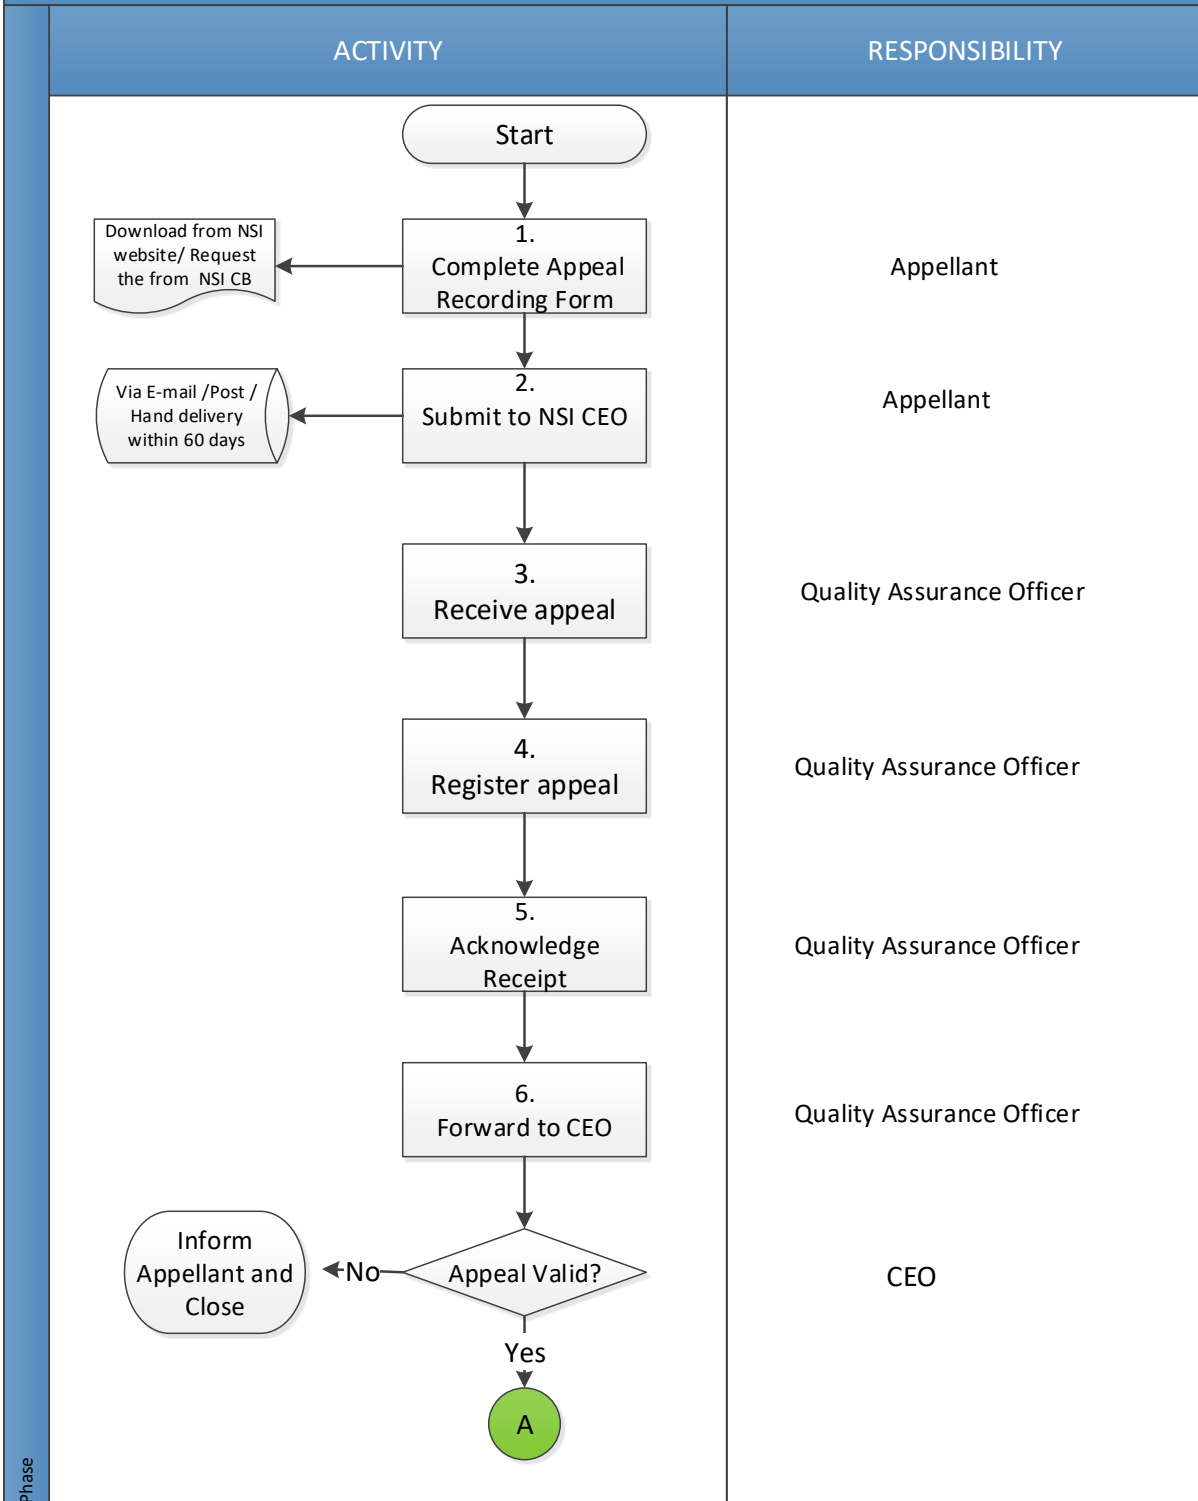 ACTIVITY
RESPONSIBILITY
Start
Download from NSI
website/ Request
the from NSI CB
1.
Complete Appeal
Recording Form
Appellant
Via E-mail /Post /
Hand delivery
within 60 days
2.
Submit to NSI CEO
Appellant
3.
Receive appeal
Quality Assurance Officer
4.
Register appeal
Quality Assurance Officer
5.
Acknowledge
Receipt
Quality Assurance Officer
6.
Forward to CEO
Quality Assurance Officer
Inform
Appellant and
Close
No
Appeal Valid?
CEO
Yes
A
Phase